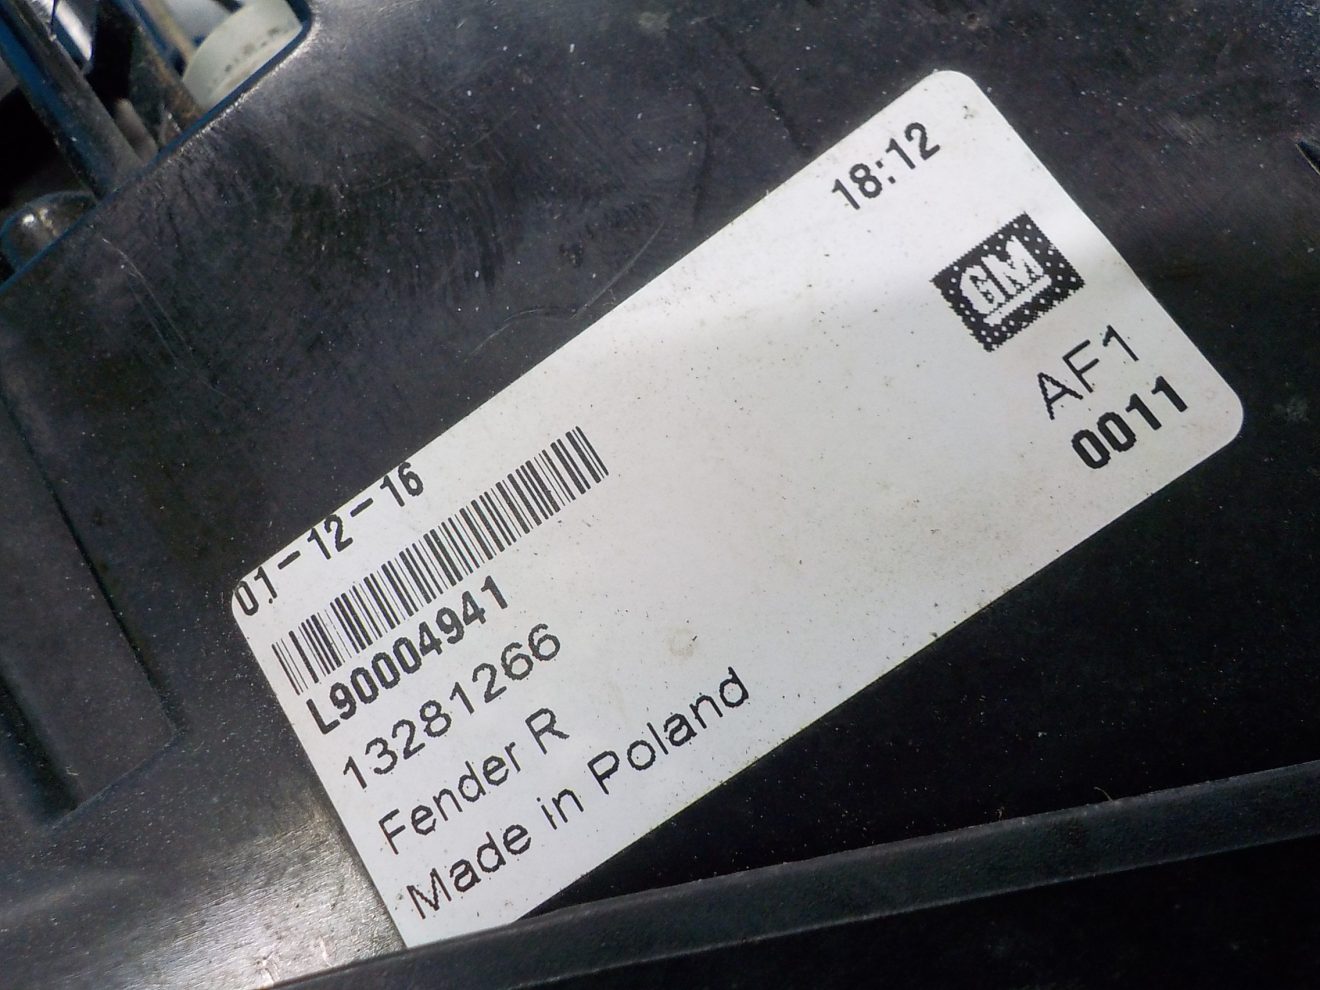 01-12-16
18:12
L90004941
13281266
Fender R
Made in Poland
GM
AF1
0011